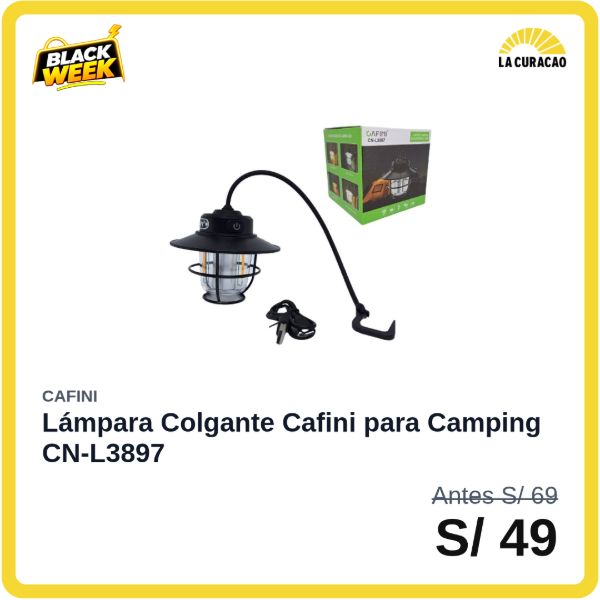 BLACK
WEEK
LA CURACAO
CAFINI
CN-L3897
CAFINI
Lámpara Colgante Cafini para Camping
CN-L3897
Antes S/ 69
S/ 49